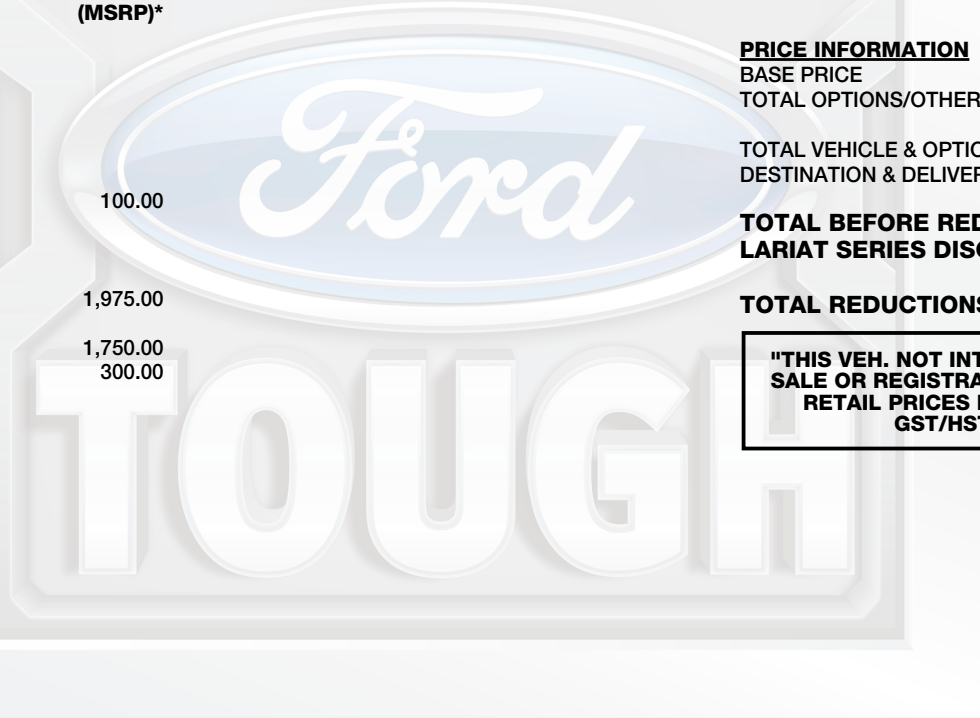 (MSRP)*
100.00
1,975.00
1,750.00
300.00
Ford
TOUGH
PRICE INFORMATION
BASE PRICE
TOTAL OPTIONS/OTHER
TOTAL VEHICLE & OPTIO
DESTINATION & DELIVER
TOTAL BEFORE RED
LARIAT SERIES DISC
TOTAL REDUCTIONS
"THIS VEH. NOT INT
SALE OR REGISTRA
RETAIL PRICES
GST/HST